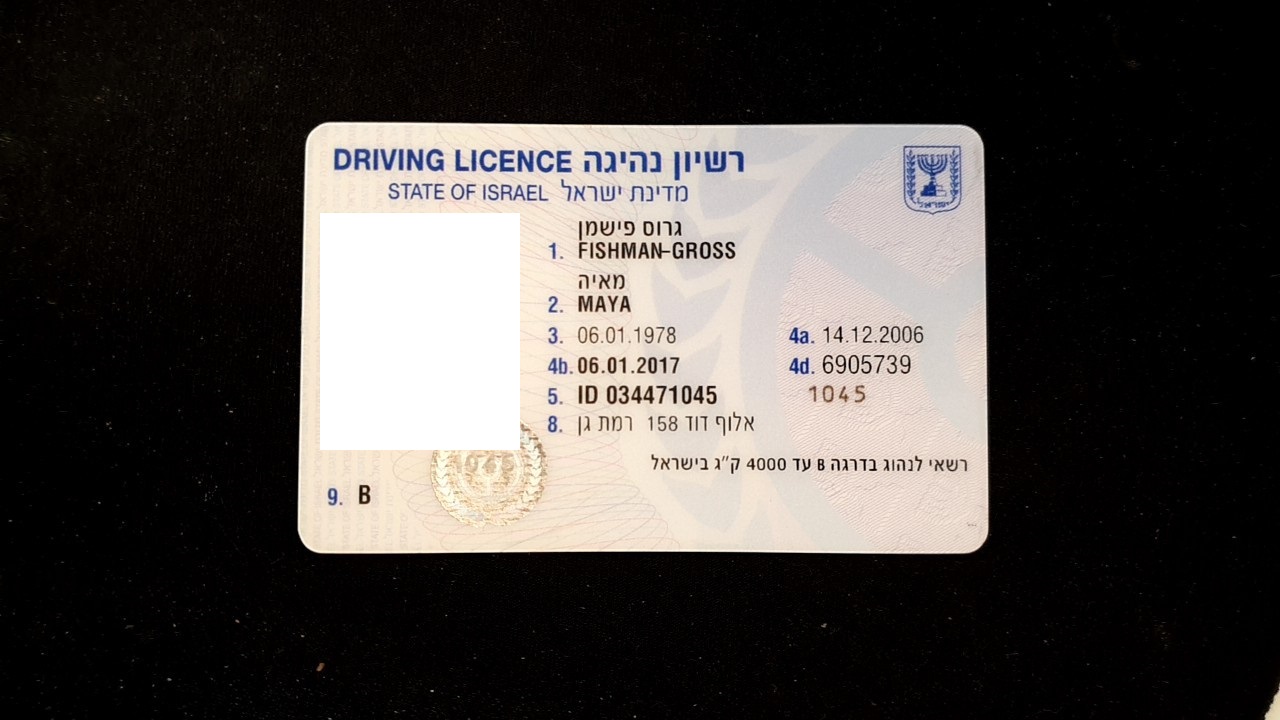 DRIVING LICENCE רשיון נהיגה
STATE OF ISRAEL מדינת ישראל
גרוס פישמן
1. FISHMAN-GROSS
מאיה
2. MAYA
3. 06.01.1978 4a. 14.12.2006
4b. 06.01.2017 4d. 6905739
5. ID 034471045 1045
8. אלוף דוד 158 רמת גן
רשאי לנהוג בדרגה B עד 4000 ק"ג בישראל
1045
9. B